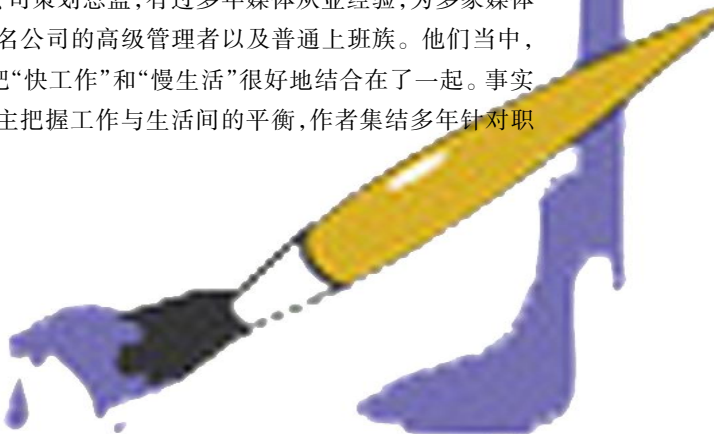 司策划总监,有过多年媒体从业经验,为多家媒体
名公司的高级管理者以及普通上班族。他们当中,
把“快工作”和“慢生活”很好地结合在了一起。事实
主把握工作与生活间的平衡,作者集结多年针对职